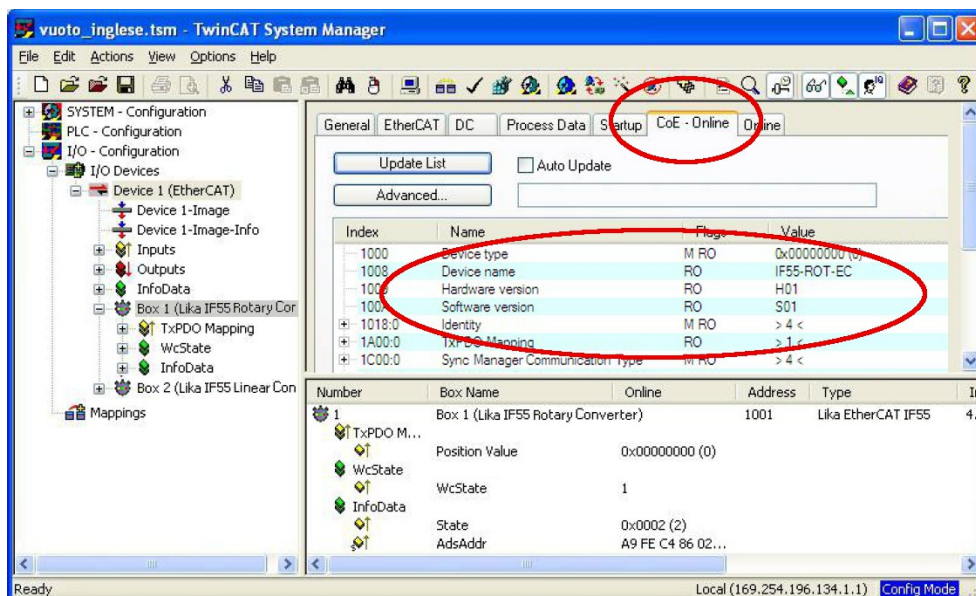 vuoto_inglese.tsm - TwinCAT System Manager
File Edit Actions View Options Help
SYSTEM - Configuration
PLC - Configuration
I/O - Configuration
I/O Devices
Device 1 (EtherCAT)
Device 1-Image
Device 1-Image-Info
Inputs
Outputs
InfoData
Box 1 (Lika IF55 Rotary Con
TxPDO Mapping
WcState
InfoData
Box 2 (Lika IF55 Linear Con
Mappings
General EtherCAT DC Process Data Startup CoE - Online Online
Update List Auto Update
Advanced...
Index Name Flags Value
1000 Device type M RO 0x00000000 (0)
1008 Device name RO IF55-ROT-EC
1009 Hardware version RO H01
100A Software version RO S01
1018:0 Identity M RO > 4 <
1A00:0 TxPDO Mapping RO > 1 <
1C00:0 Sync Manager Communication Type M RO > 4 <
Number Box Name Online Address Type
1 Box 1 (Lika IF55 Rotary Converter) 1001 Lika EtherCAT IF55 4.
TxPDO M...
Position Value 0x00000000 (0)
WcState
WcState 1
InfoData
State 0x0002 (2)
AdsAddr A9 FE C4 86 02...
Ready Local (169.254.196.134.1.1) Config Mode